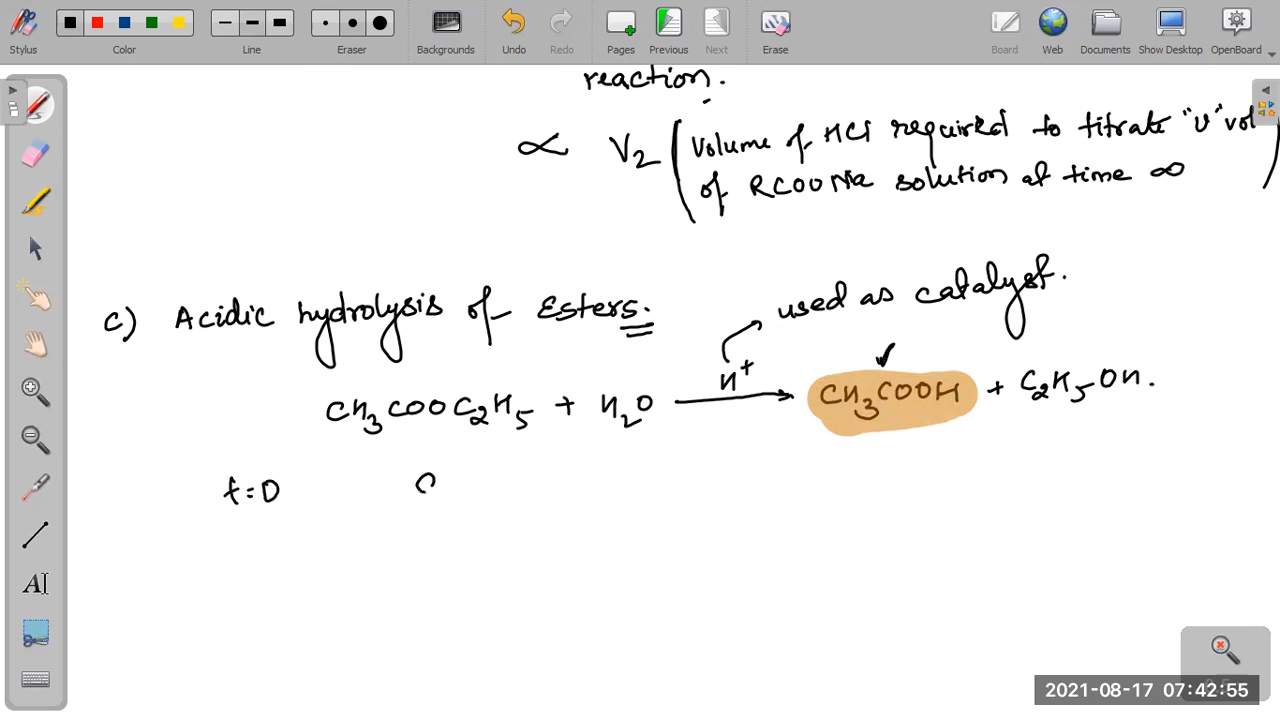 Stylus Color Line Eraser Backgrounds Undo Redo Pages Previous Next Erase Board Web Documents Show Desktop OpenBoard
reaction.
∝ V2 (Volume of HCl required to titrate "v" vol
of RCOONa solution at time ∞)
used as catalyst.
c) Acidic hydrolysis of Esters.
H+
CH3COOC2H5 + H2O → CH3COOH + C2H5OH.
t=0
2021-08-17 07:42:55